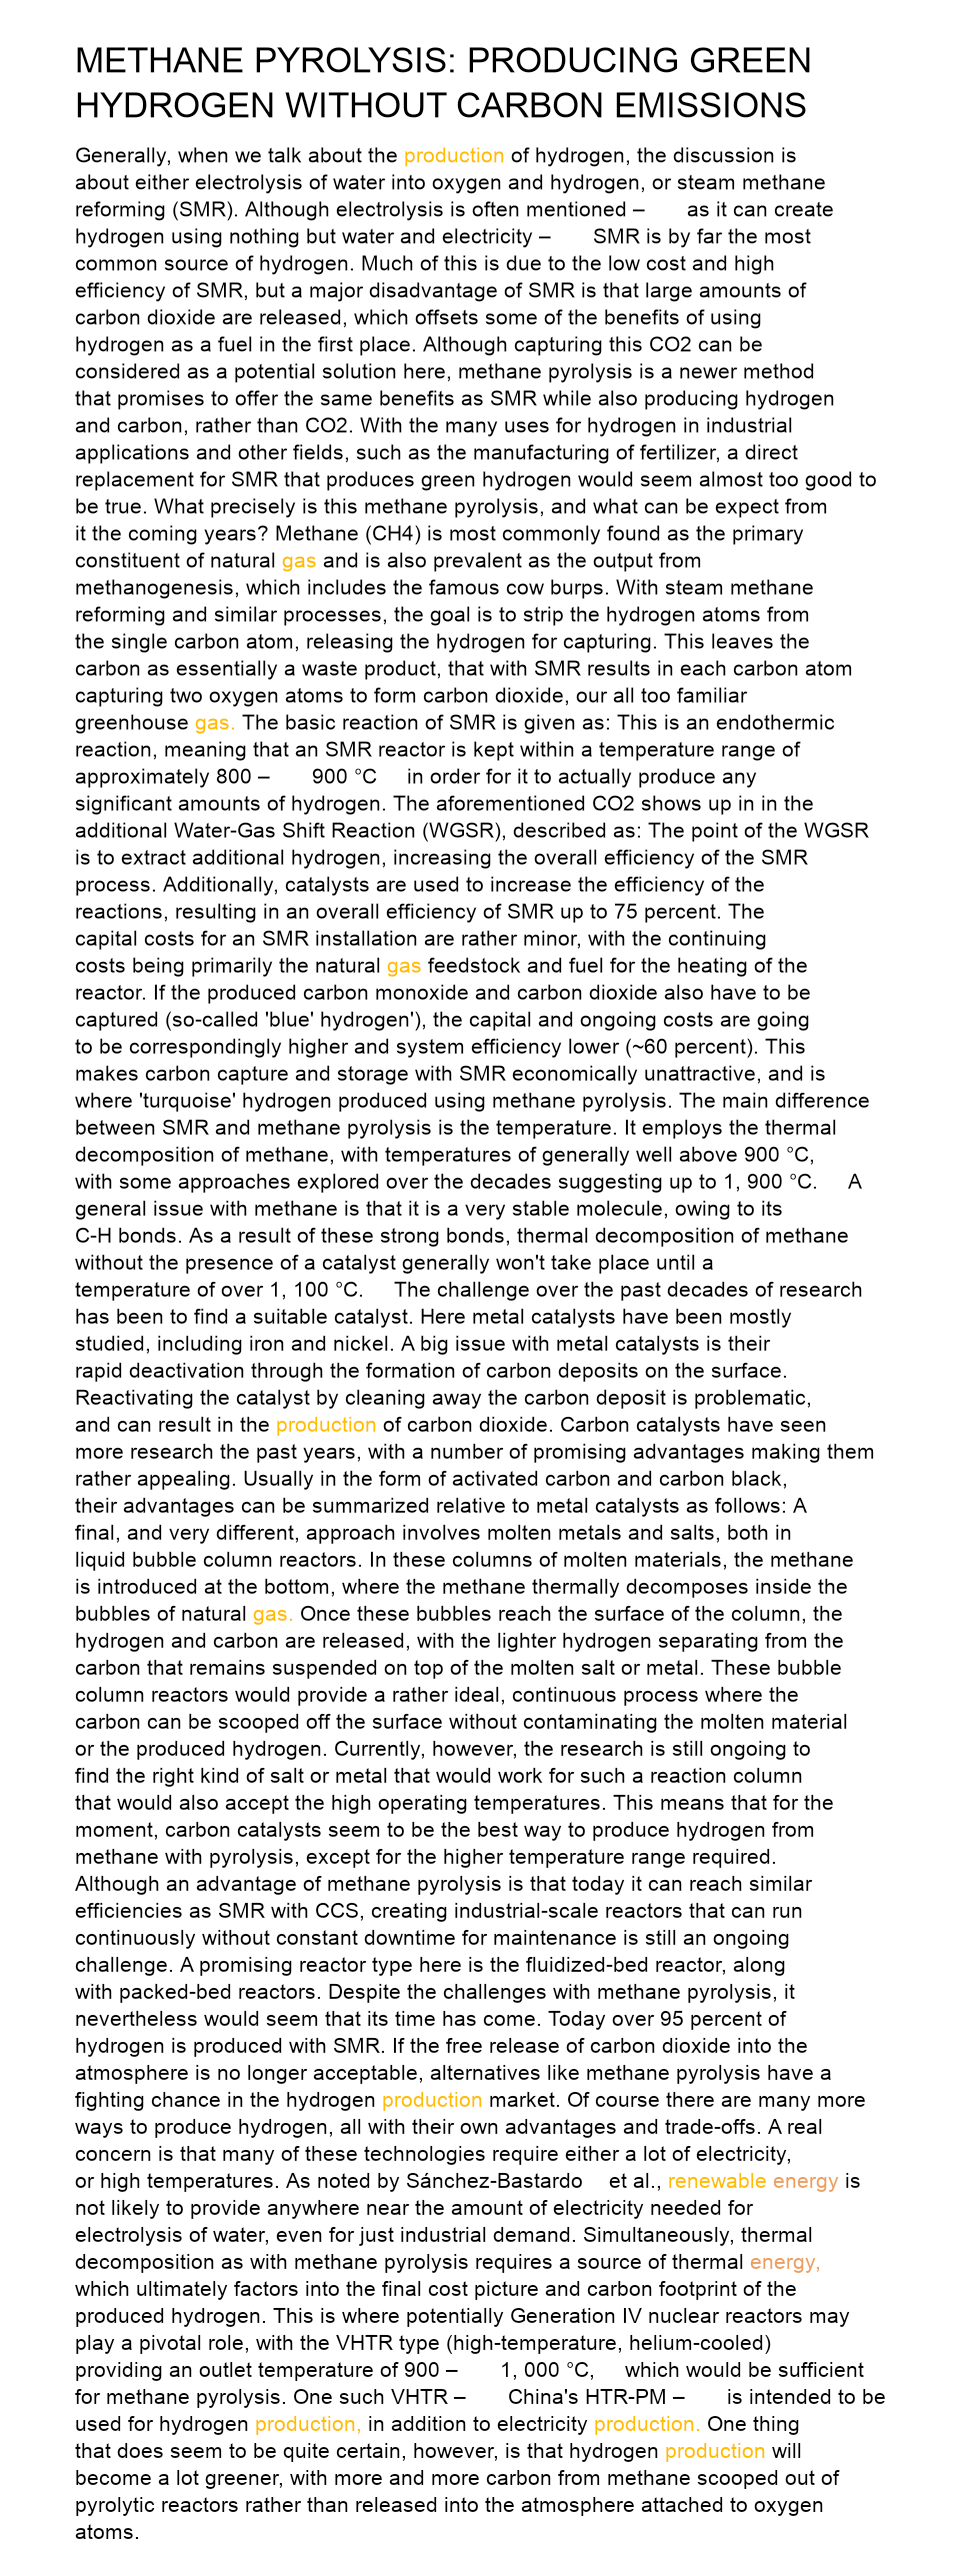 METHANE PYROLYSIS: PRODUCING GREEN
HYDROGEN WITHOUT CARBON EMISSIONS
Generally, when we talk about the production of hydrogen, the discussion is
about either electrolysis of water into oxygen and hydrogen, or steam methane
reforming (SMR). Although electrolysis is often mentioned – as it can create
hydrogen using nothing but water and electricity – SMR is by far the most
common source of hydrogen. Much of this is due to the low cost and high
efficiency of SMR, but a major disadvantage of SMR is that large amounts of
carbon dioxide are released, which offsets some of the benefits of using
hydrogen as a fuel in the first place. Although capturing this CO2 can be
considered as a potential solution here, methane pyrolysis is a newer method
that promises to offer the same benefits as SMR while also producing hydrogen
and carbon, rather than CO2. With the many uses for hydrogen in industrial
applications and other fields, such as the manufacturing of fertilizer, a direct
replacement for SMR that produces green hydrogen would seem almost too good to
be true. What precisely is this methane pyrolysis, and what can be expect from
it the coming years? Methane (CH4) is most commonly found as the primary
constituent of natural gas and is also prevalent as the output from
methanogenesis, which includes the famous cow burps. With steam methane
reforming and similar processes, the goal is to strip the hydrogen atoms from
the single carbon atom, releasing the hydrogen for capturing. This leaves the
carbon as essentially a waste product, that with SMR results in each carbon atom
capturing two oxygen atoms to form carbon dioxide, our all too familiar
greenhouse gas. The basic reaction of SMR is given as: This is an endothermic
reaction, meaning that an SMR reactor is kept within a temperature range of
approximately 800 – 900 °C in order for it to actually produce any
significant amounts of hydrogen. The aforementioned CO2 shows up in in the
additional Water-Gas Shift Reaction (WGSR), described as: The point of the WGSR
is to extract additional hydrogen, increasing the overall efficiency of the SMR
process. Additionally, catalysts are used to increase the efficiency of the
reactions, resulting in an overall efficiency of SMR up to 75 percent. The
capital costs for an SMR installation are rather minor, with the continuing
costs being primarily the natural gas feedstock and fuel for the heating of the
reactor. If the produced carbon monoxide and carbon dioxide also have to be
captured (so-called 'blue' hydrogen'), the capital and ongoing costs are going
to be correspondingly higher and system efficiency lower (~60 percent). This
makes carbon capture and storage with SMR economically unattractive, and is
where 'turquoise' hydrogen produced using methane pyrolysis. The main difference
between SMR and methane pyrolysis is the temperature. It employs the thermal
decomposition of methane, with temperatures of generally well above 900 °C,
with some approaches explored over the decades suggesting up to 1, 900 °C. A
general issue with methane is that it is a very stable molecule, owing to its
C-H bonds. As a result of these strong bonds, thermal decomposition of methane
without the presence of a catalyst generally won't take place until a
temperature of over 1, 100 °C. The challenge over the past decades of research
has been to find a suitable catalyst. Here metal catalysts have been mostly
studied, including iron and nickel. A big issue with metal catalysts is their
rapid deactivation through the formation of carbon deposits on the surface.
Reactivating the catalyst by cleaning away the carbon deposit is problematic,
and can result in the production of carbon dioxide. Carbon catalysts have seen
more research the past years, with a number of promising advantages making them
rather appealing. Usually in the form of activated carbon and carbon black,
their advantages can be summarized relative to metal catalysts as follows: A
final, and very different, approach involves molten metals and salts, both in
liquid bubble column reactors. In these columns of molten materials, the methane
is introduced at the bottom, where the methane thermally decomposes inside the
bubbles of natural gas. Once these bubbles reach the surface of the column, the
hydrogen and carbon are released, with the lighter hydrogen separating from the
carbon that remains suspended on top of the molten salt or metal. These bubble
column reactors would provide a rather ideal, continuous process where the
carbon can be scooped off the surface without contaminating the molten material
or the produced hydrogen. Currently, however, the research is still ongoing to
find the right kind of salt or metal that would work for such a reaction column
that would also accept the high operating temperatures. This means that for the
moment, carbon catalysts seem to be the best way to produce hydrogen from
methane with pyrolysis, except for the higher temperature range required.
Although an advantage of methane pyrolysis is that today it can reach similar
efficiencies as SMR with CCS, creating industrial-scale reactors that can run
continuously without constant downtime for maintenance is still an ongoing
challenge. A promising reactor type here is the fluidized-bed reactor, along
with packed-bed reactors. Despite the challenges with methane pyrolysis, it
nevertheless would seem that its time has come. Today over 95 percent of
hydrogen is produced with SMR. If the free release of carbon dioxide into the
atmosphere is no longer acceptable, alternatives like methane pyrolysis have a
fighting chance in the hydrogen production market. Of course there are many more
ways to produce hydrogen, all with their own advantages and trade-offs. A real
concern is that many of these technologies require either a lot of electricity,
or high temperatures. As noted by Sánchez-Bastardo et al., renewable energy is
not likely to provide anywhere near the amount of electricity needed for
electrolysis of water, even for just industrial demand. Simultaneously, thermal
decomposition as with methane pyrolysis requires a source of thermal energy,
which ultimately factors into the final cost picture and carbon footprint of the
produced hydrogen. This is where potentially Generation IV nuclear reactors may
play a pivotal role, with the VHTR type (high-temperature, helium-cooled)
providing an outlet temperature of 900 – 1, 000 °C, which would be sufficient
for methane pyrolysis. One such VHTR – China's HTR-PM – is intended to be
used for hydrogen production, in addition to electricity production. One thing
that does seem to be quite certain, however, is that hydrogen production will
become a lot greener, with more and more carbon from methane scooped out of
pyrolytic reactors rather than released into the atmosphere attached to oxygen
atoms.